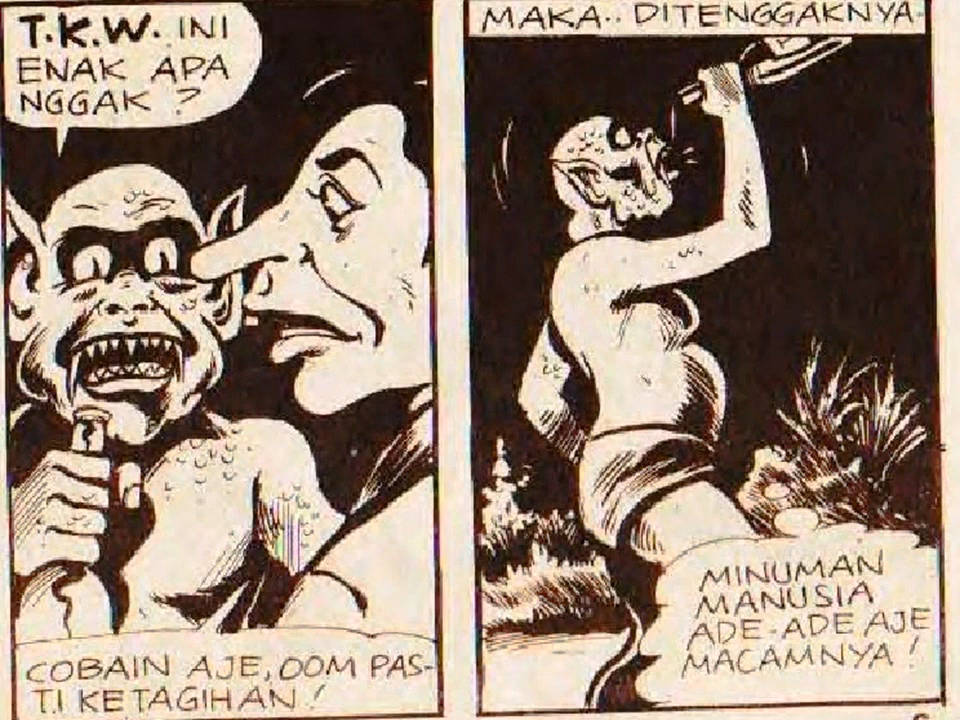 T.K.W. INI
ENAK APA
NGGAK ?
COBAIN AJE, OOM PAS-
TI KETAGIHAN !
MAKA.. DITENGGAKNYA.
MINUMAN
MANUSIA
ADE-ADE AJE
MACAMNYA !